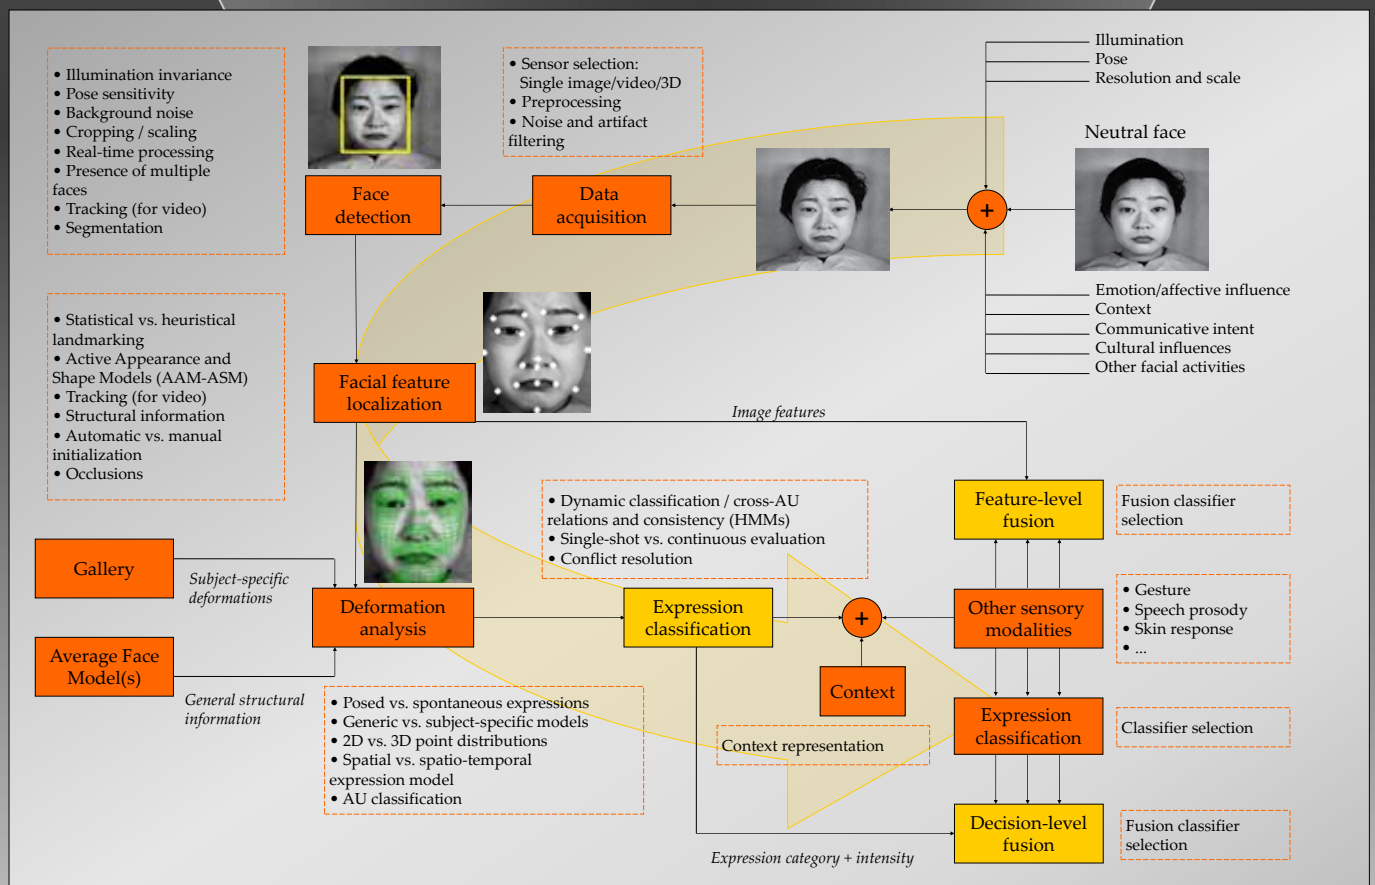 • Illumination invariance
• Pose sensitivity
• Background noise
• Cropping / scaling
• Real-time processing
• Presence of multiple
faces
• Tracking (for video)
• Segmentation
• Sensor selection:
Single image/video/3D
• Preprocessing
• Noise and artifact
filtering
Illumination
Pose
Resolution and scale
Neutral face
Face
detection
Data
acquisition
+
Emotion/affective influence
Context
Communicative intent
Cultural influences
Other facial activities
• Statistical vs. heuristical
landmarking
• Active Appearance and
Shape Models (AAM-ASM)
• Tracking (for video)
• Structural information
• Automatic vs. manual
initialization
• Occlusions
Facial feature
localization
Image features
• Dynamic classification / cross-AU
relations and consistency (HMMs)
• Single-shot vs. continuous evaluation
• Conflict resolution
Feature-level
fusion
Fusion classifier
selection
Gallery
Subject-specific
deformations
Deformation
analysis
Expression
classification
+
Other sensory
modalities
• Gesture
• Speech prosody
• Skin response
• ...
Average Face
Model(s)
General structural
information
Context
• Posed vs. spontaneous expressions
• Generic vs. subject-specific models
• 2D vs. 3D point distributions
• Spatial vs. spatio-temporal
expression model
• AU classification
Context representation
Expression
classification
Classifier selection
Decision-level
fusion
Fusion classifier
selection
Expression category + intensity